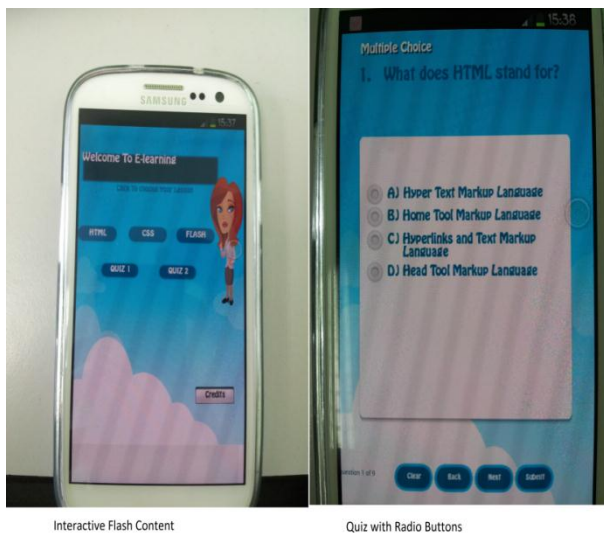 SAMSUNG
15:37
Welcome To E-learning
Click To Choose Your Lesson
HTML CSS FLASH
QUIZ 1 QUIZ 2
Credits
Interactive Flash Content
15:38
Multiple Choice
1. What does HTML stand for?
A) Hyper Text Markup Language
B) Home Tool Markup Language
C) Hyperlinks and Text Markup
Language
D) Head Tool Markup Language
Question 1 of 9 Clear Back Next Submit
Quiz with Radio Buttons